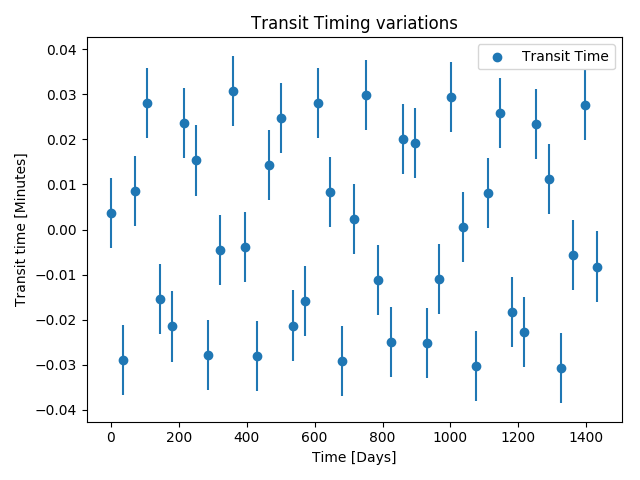 Transit Timing variations
Transit Time
0.04
0.03
0.02
0.01
0.00
−0.01
−0.02
−0.03
−0.04
Transit time [Minutes]
0 200 400 600 800 1000 1200 1400
Time [Days]